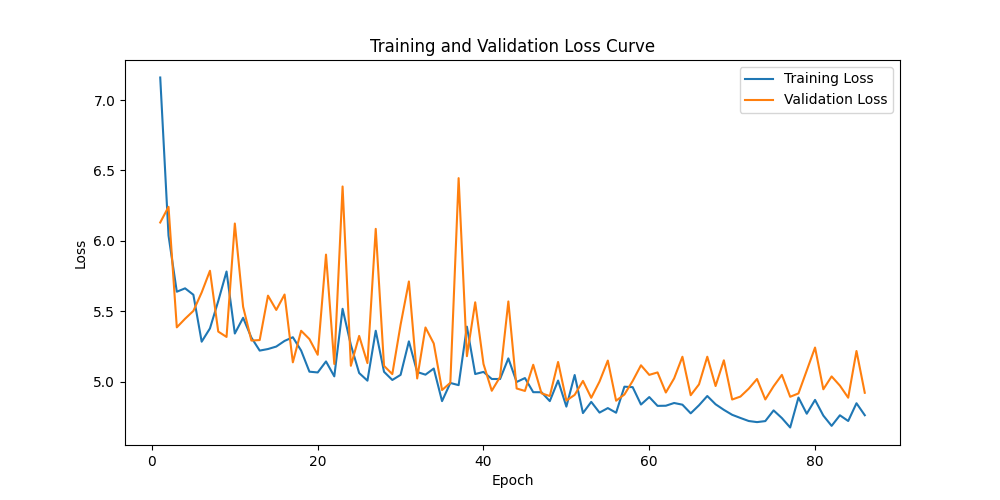 Training and Validation Loss Curve
Training Loss
Validation Loss
7.0
6.5
6.0
5.5
5.0
Loss
0
20
40
60
80
Epoch